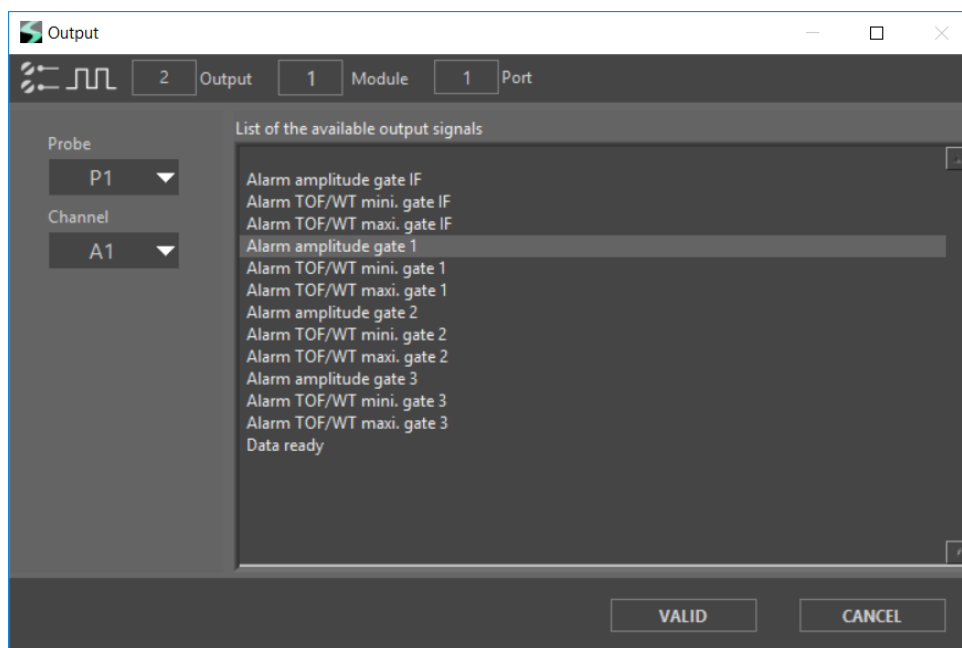 Output
2 Output 1 Module 1 Port
Probe
P1
Channel
A1
List of the available output signals
Alarm amplitude gate IF
Alarm TOF/WT mini. gate IF
Alarm TOF/WT maxi. gate IF
Alarm amplitude gate 1
Alarm TOF/WT mini. gate 1
Alarm TOF/WT maxi. gate 1
Alarm amplitude gate 2
Alarm TOF/WT mini. gate 2
Alarm TOF/WT maxi. gate 2
Alarm amplitude gate 3
Alarm TOF/WT mini. gate 3
Alarm TOF/WT maxi. gate 3
Data ready
VALID CANCEL